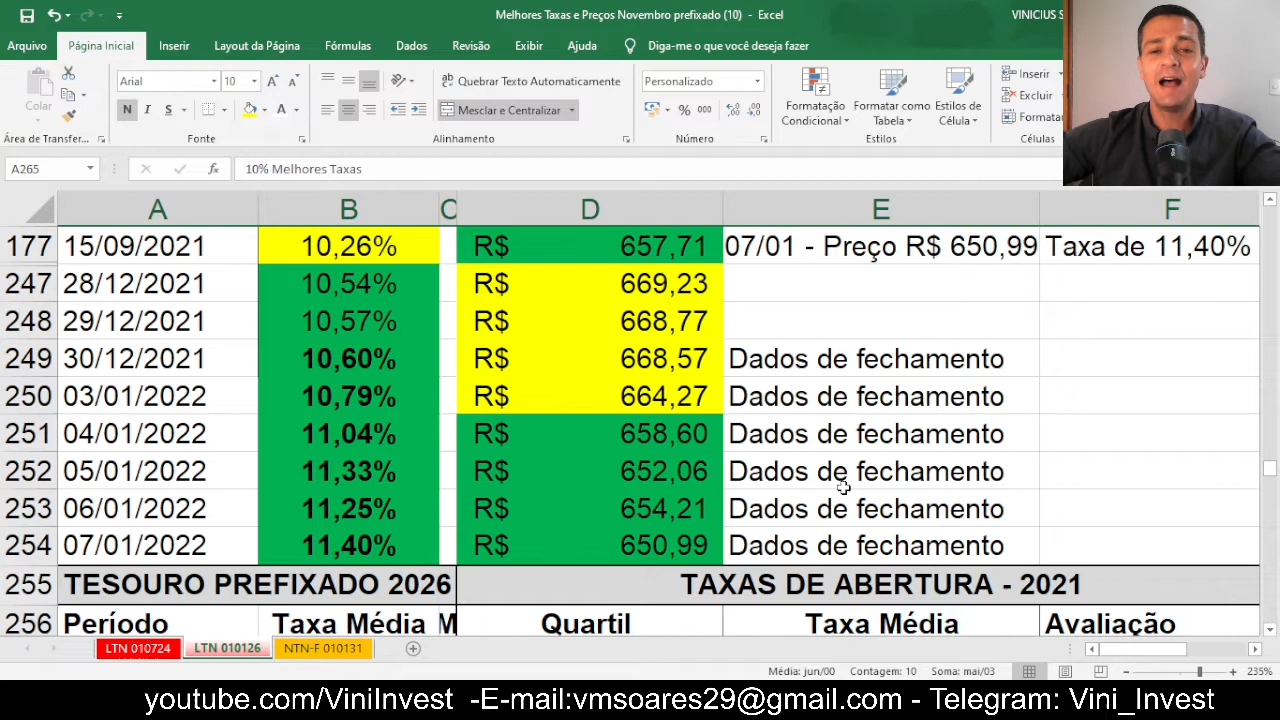 Melhores Taxas e Preços Novembro prefixado (10) - Excel
VINICIUS S
Arquivo Página Inicial Inserir Layout da Página Fórmulas Dados Revisão Exibir Ajuda Diga-me o que você deseja fazer
Colar
Arial 10
N I S A
Quebrar Texto Automaticamente
Mesclar e Centralizar
Personalizado
% 000
Formatação Condicional
Formatar como Tabela
Estilos de Célula
Inserir
Excluir
Formata
Área de Transfer... Fonte Alinhamento Número Estilos Células
A265 fx 10% Melhores Taxas
A B C D E F
177 15/09/2021 10,26% R$ 657,71 07/01 - Preço R$ 650,99 Taxa de 11,40%
247 28/12/2021 10,54% R$ 669,23
248 29/12/2021 10,57% R$ 668,77
249 30/12/2021 10,60% R$ 668,57 Dados de fechamento
250 03/01/2022 10,79% R$ 664,27 Dados de fechamento
251 04/01/2022 11,04% R$ 658,60 Dados de fechamento
252 05/01/2022 11,33% R$ 652,06 Dados de fechamento
253 06/01/2022 11,25% R$ 654,21 Dados de fechamento
254 07/01/2022 11,40% R$ 650,99 Dados de fechamento
255 TESOURO PREFIXADO 2026 TAXAS DE ABERTURA - 2021
256 Período Taxa Média M Quartil Taxa Média Avaliação
LTN 010724 LTN 010126 NTN-F 010131
Média: jun/00 Contagem: 10 Soma: mai/03 235%
youtube.com/ViniInvest -E-mail:vmsoares29@gmail.com - Telegram: Vini_Invest